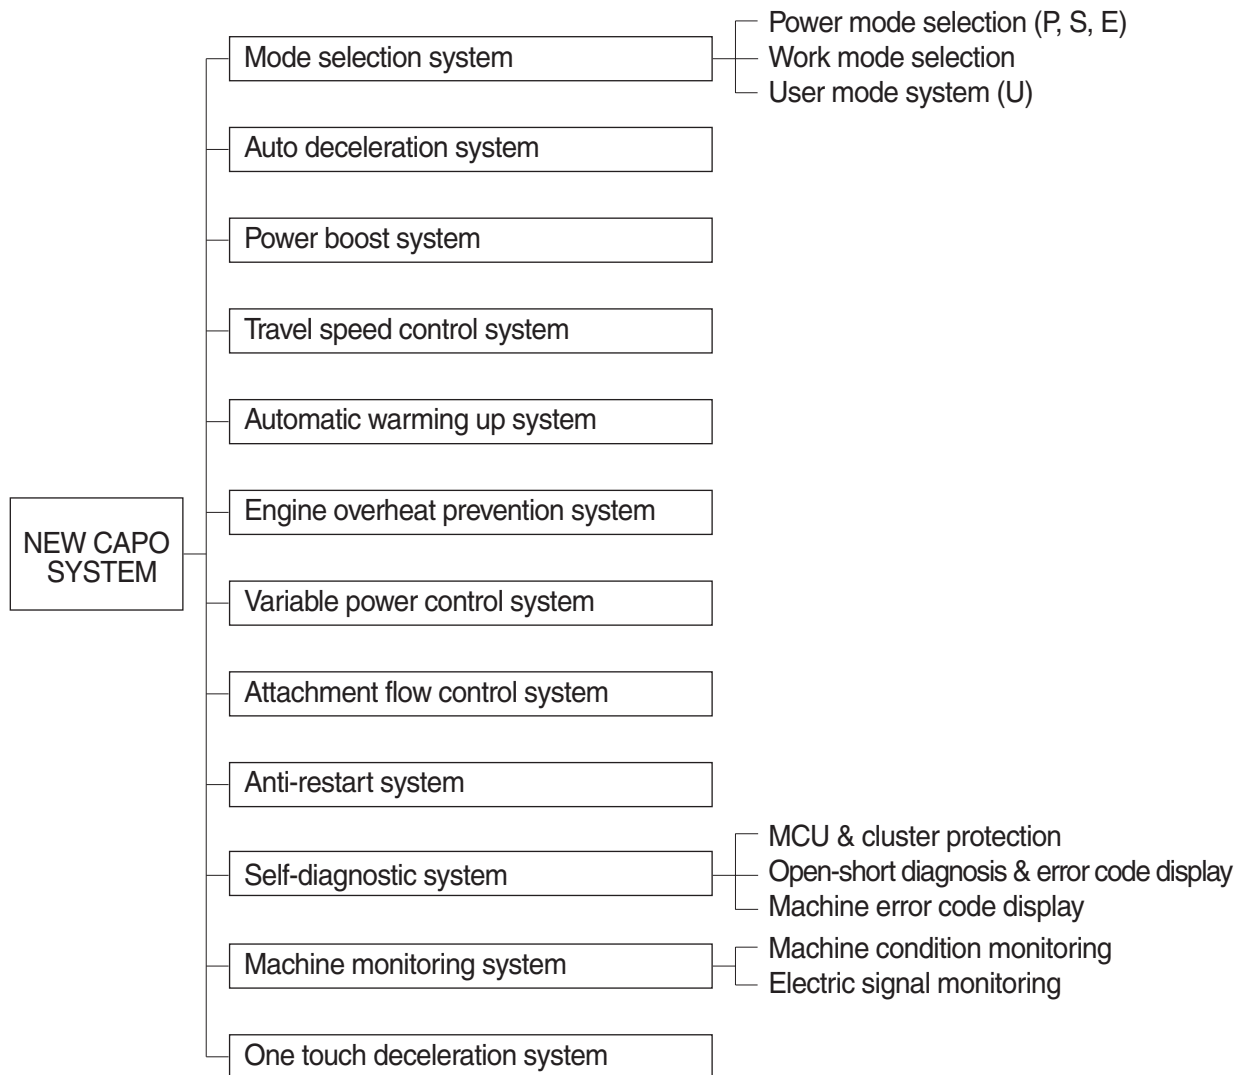 Mode selection system
Power mode selection (P, S, E)
Work mode selection
User mode system (U)
Auto deceleration system
Power boost system
Travel speed control system
Automatic warming up system
Engine overheat prevention system
NEW CAPO
SYSTEM
Variable power control system
Attachment flow control system
Anti-restart system
Self-diagnostic system
MCU & cluster protection
Open-short diagnosis & error code display
Machine error code display
Machine monitoring system
Machine condition monitoring
Electric signal monitoring
One touch deceleration system